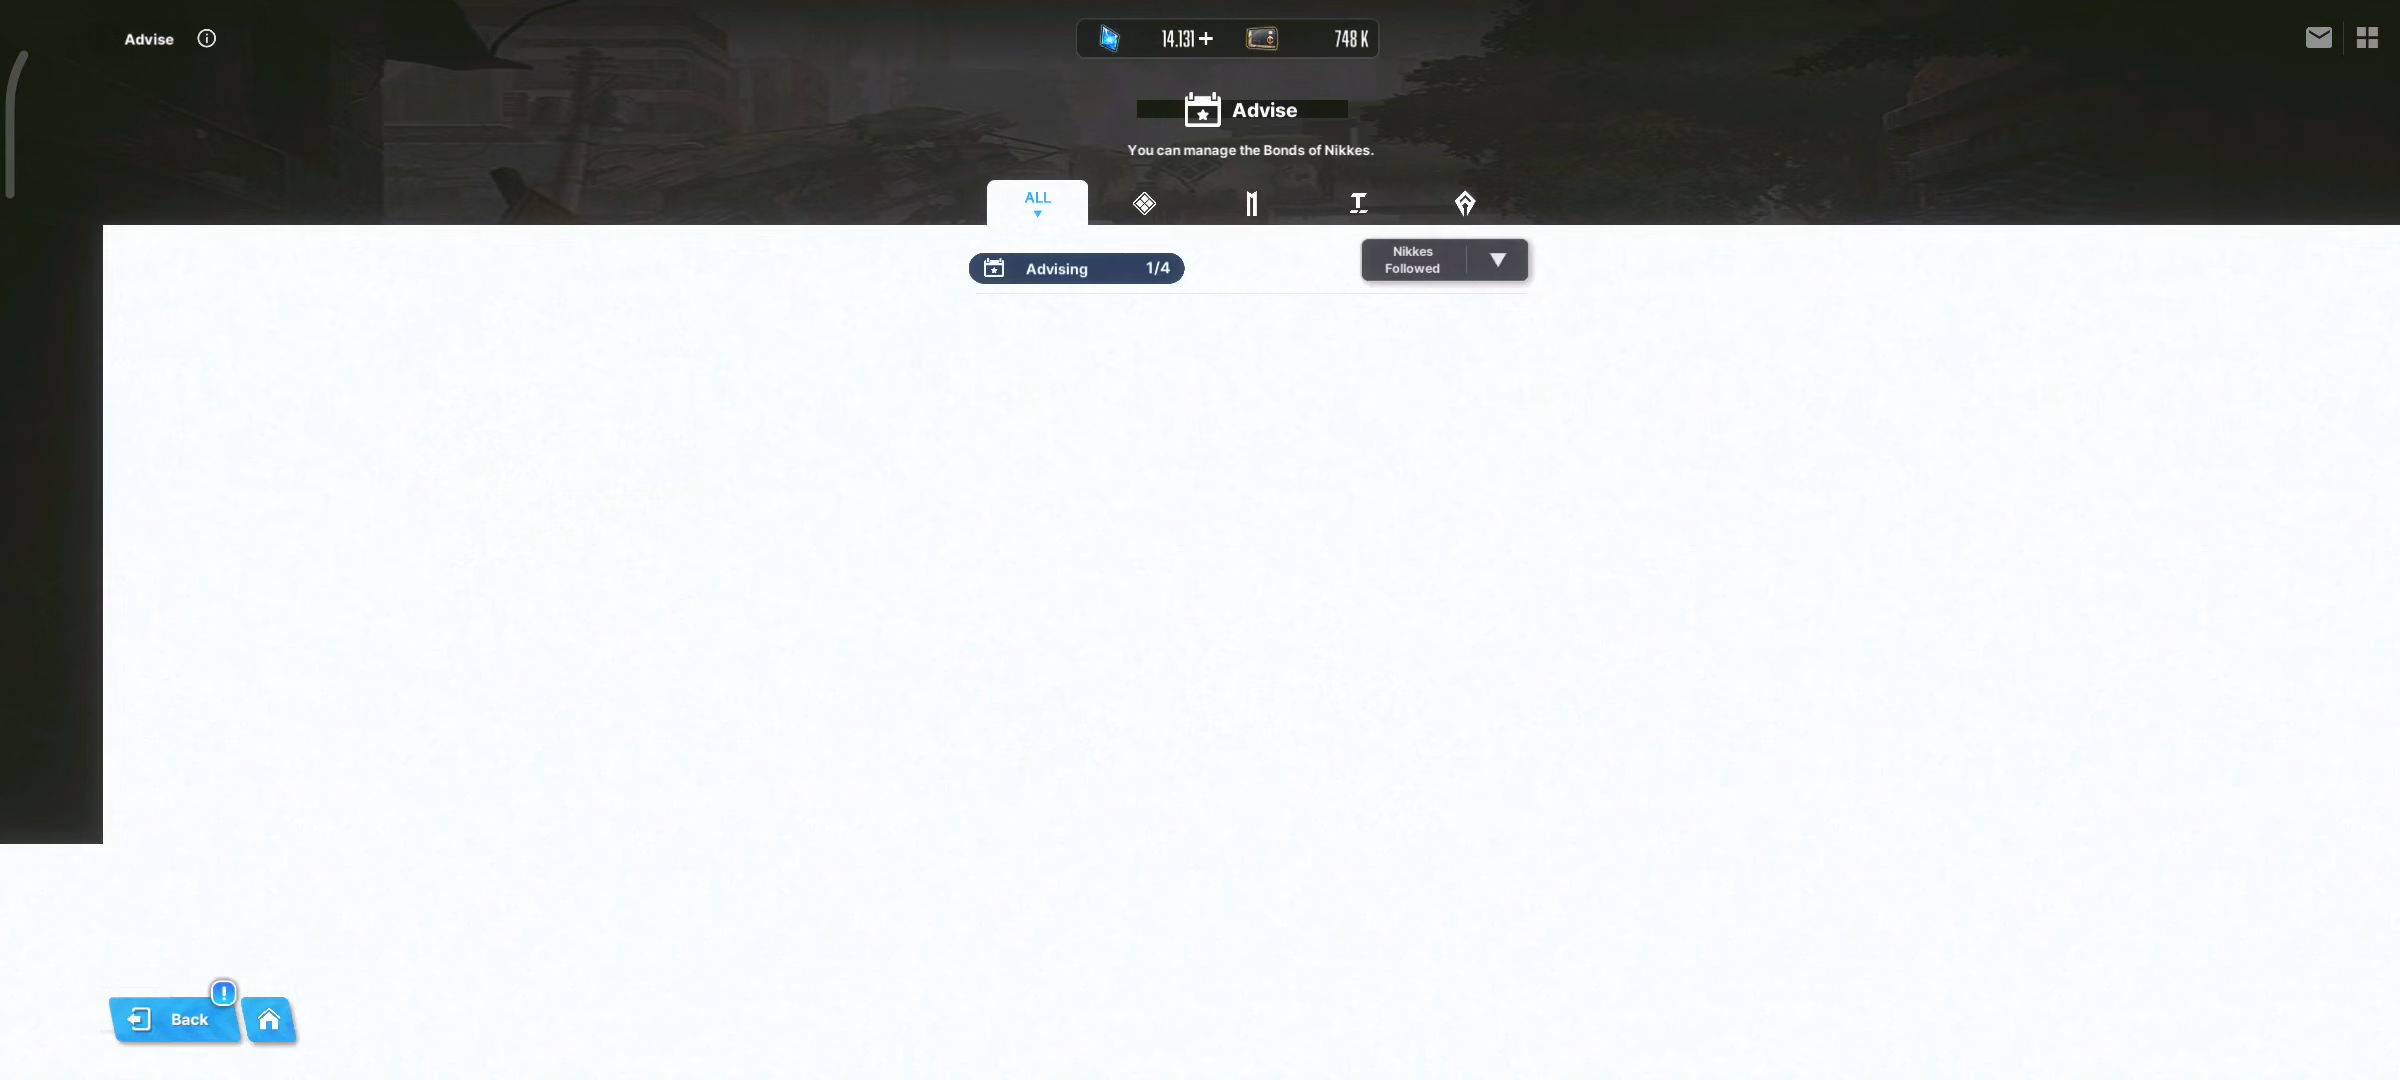 Advise
14.131
748 K
Advise
You can manage the Bonds of Nikkes.
ALL
Advising 1/4
Nikkes
Followed
Back